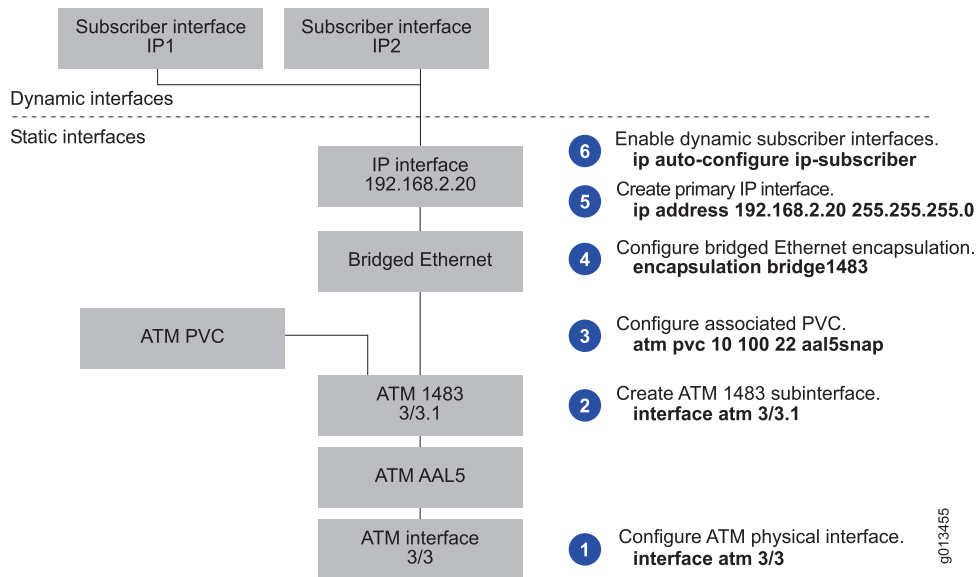 Subscriber interface
IP1
Subscriber interface
IP2
Dynamic interfaces
Static interfaces
IP interface
192.168.2.20
Bridged Ethernet
ATM PVC
ATM 1483
3/3.1
ATM AAL5
ATM interface
3/3
6 Enable dynamic subscriber interfaces.
ip auto-configure ip-subscriber
5 Create primary IP interface.
ip address 192.168.2.20 255.255.255.0
4 Configure bridged Ethernet encapsulation.
encapsulation bridge1483
3 Configure associated PVC.
atm pvc 10 100 22 aal5snap
2 Create ATM 1483 subinterface.
interface atm 3/3.1
1 Configure ATM physical interface.
interface atm 3/3
g013455